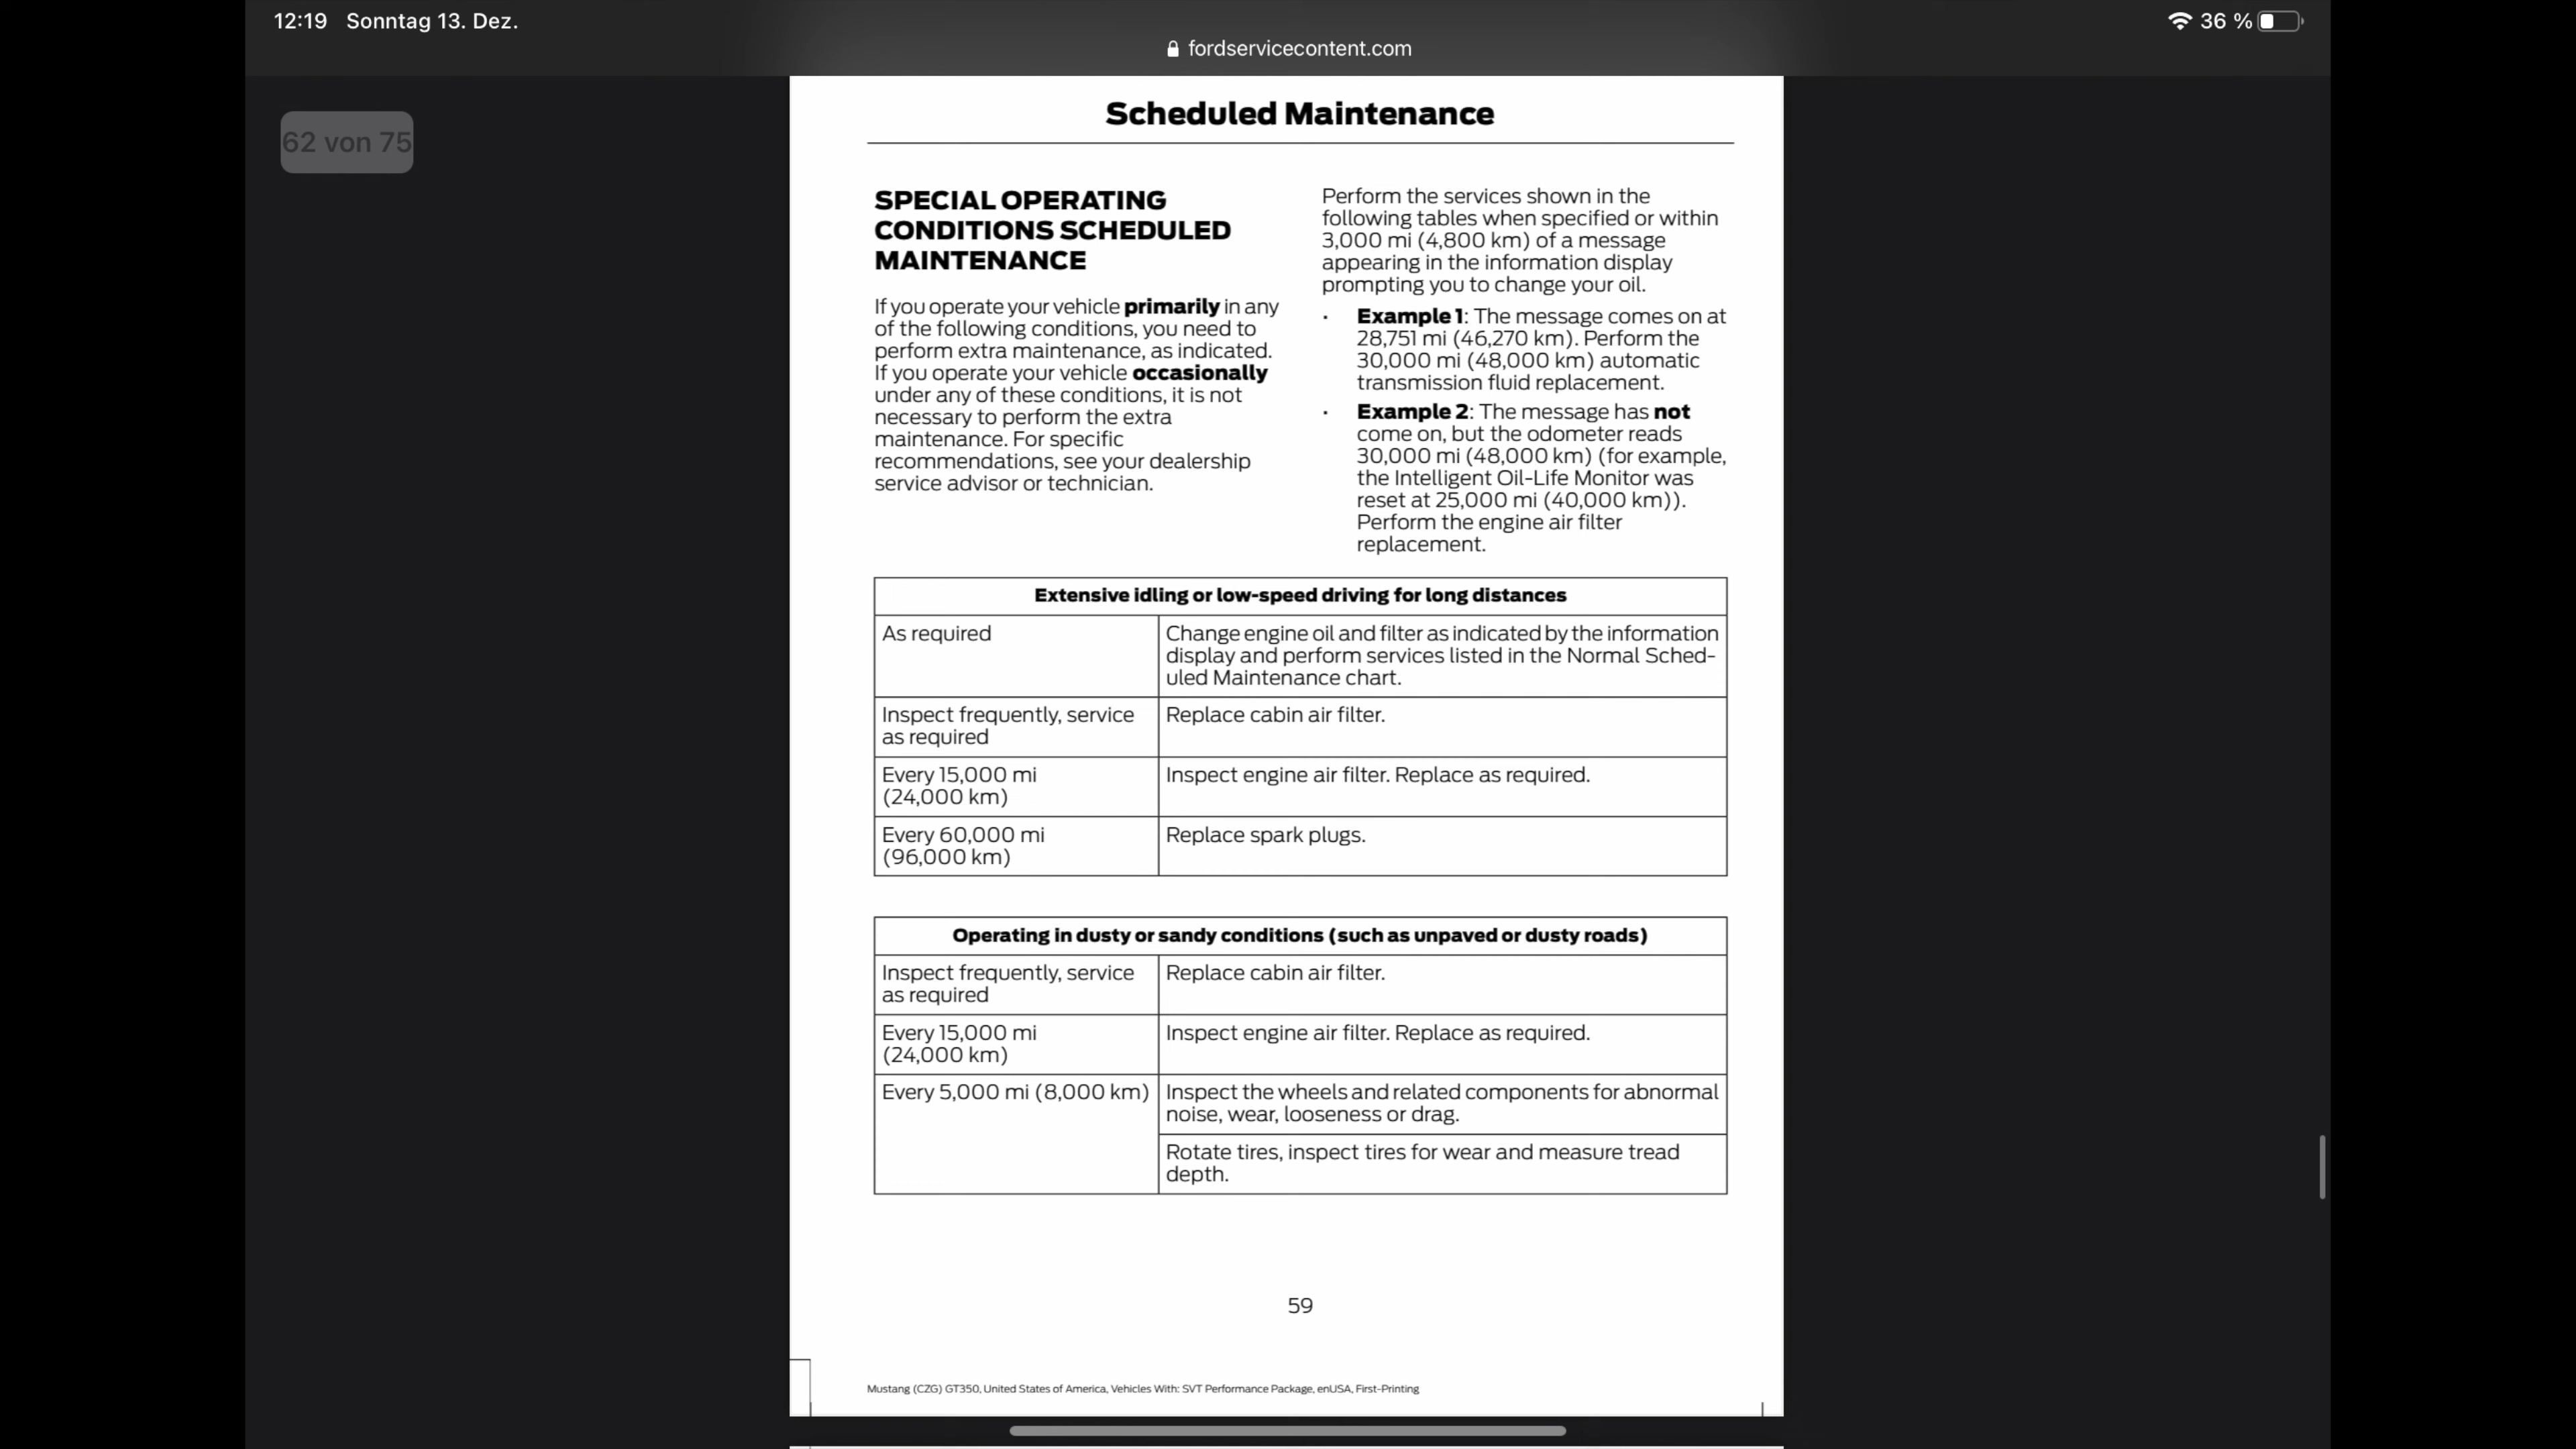 12:19 Sonntag 13. Dez.
36 %
fordservicecontent.com
62 von 75
Scheduled Maintenance
SPECIAL OPERATING
CONDITIONS SCHEDULED
MAINTENANCE
If you operate your vehicle primarily in any
of the following conditions, you need to
perform extra maintenance, as indicated.
If you operate your vehicle occasionally
under any of these conditions, it is not
necessary to perform the extra
maintenance. For specific
recommendations, see your dealership
service advisor or technician.
Perform the services shown in the
following tables when specified or within
3,000 mi (4,800 km) of a message
appearing in the information display
prompting you to change your oil.
· Example 1: The message comes on at
28,751 mi (46,270 km). Perform the
30,000 mi (48,000 km) automatic
transmission fluid replacement.
· Example 2: The message has not
come on, but the odometer reads
30,000 mi (48,000 km) (for example,
the Intelligent Oil-Life Monitor was
reset at 25,000 mi (40,000 km)).
Perform the engine air filter
replacement.
Extensive idling or low-speed driving for long distances
As required
Change engine oil and filter as indicated by the information
display and perform services listed in the Normal Sched-
uled Maintenance chart.
Inspect frequently, service
as required
Replace cabin air filter.
Every 15,000 mi
(24,000 km)
Inspect engine air filter. Replace as required.
Every 60,000 mi
(96,000 km)
Replace spark plugs.
Operating in dusty or sandy conditions (such as unpaved or dusty roads)
Inspect frequently, service
as required
Replace cabin air filter.
Every 15,000 mi
(24,000 km)
Inspect engine air filter. Replace as required.
Every 5,000 mi (8,000 km)
Inspect the wheels and related components for abnormal
noise, wear, looseness or drag.
Rotate tires, inspect tires for wear and measure tread
depth.
59
Mustang (CZG) GT350, United States of America, Vehicles With: SVT Performance Package, enUSA, First-Printing